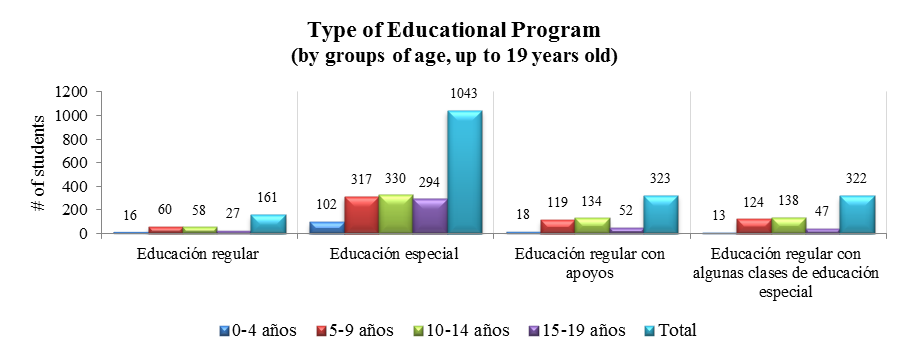 Type of Educational Program
(by groups of age, up to 19 years old)
# of students
1200
1000
800
600
400
200
0
16
60
58
27
161
102
317
330
294
1043
18
119
134
52
323
13
124
138
47
322
Educación regular
Educación especial
Educación regular con
apoyos
Educación regular con
algunas clases de educación
especial
0-4 años
5-9 años
10-14 años
15-19 años
Total